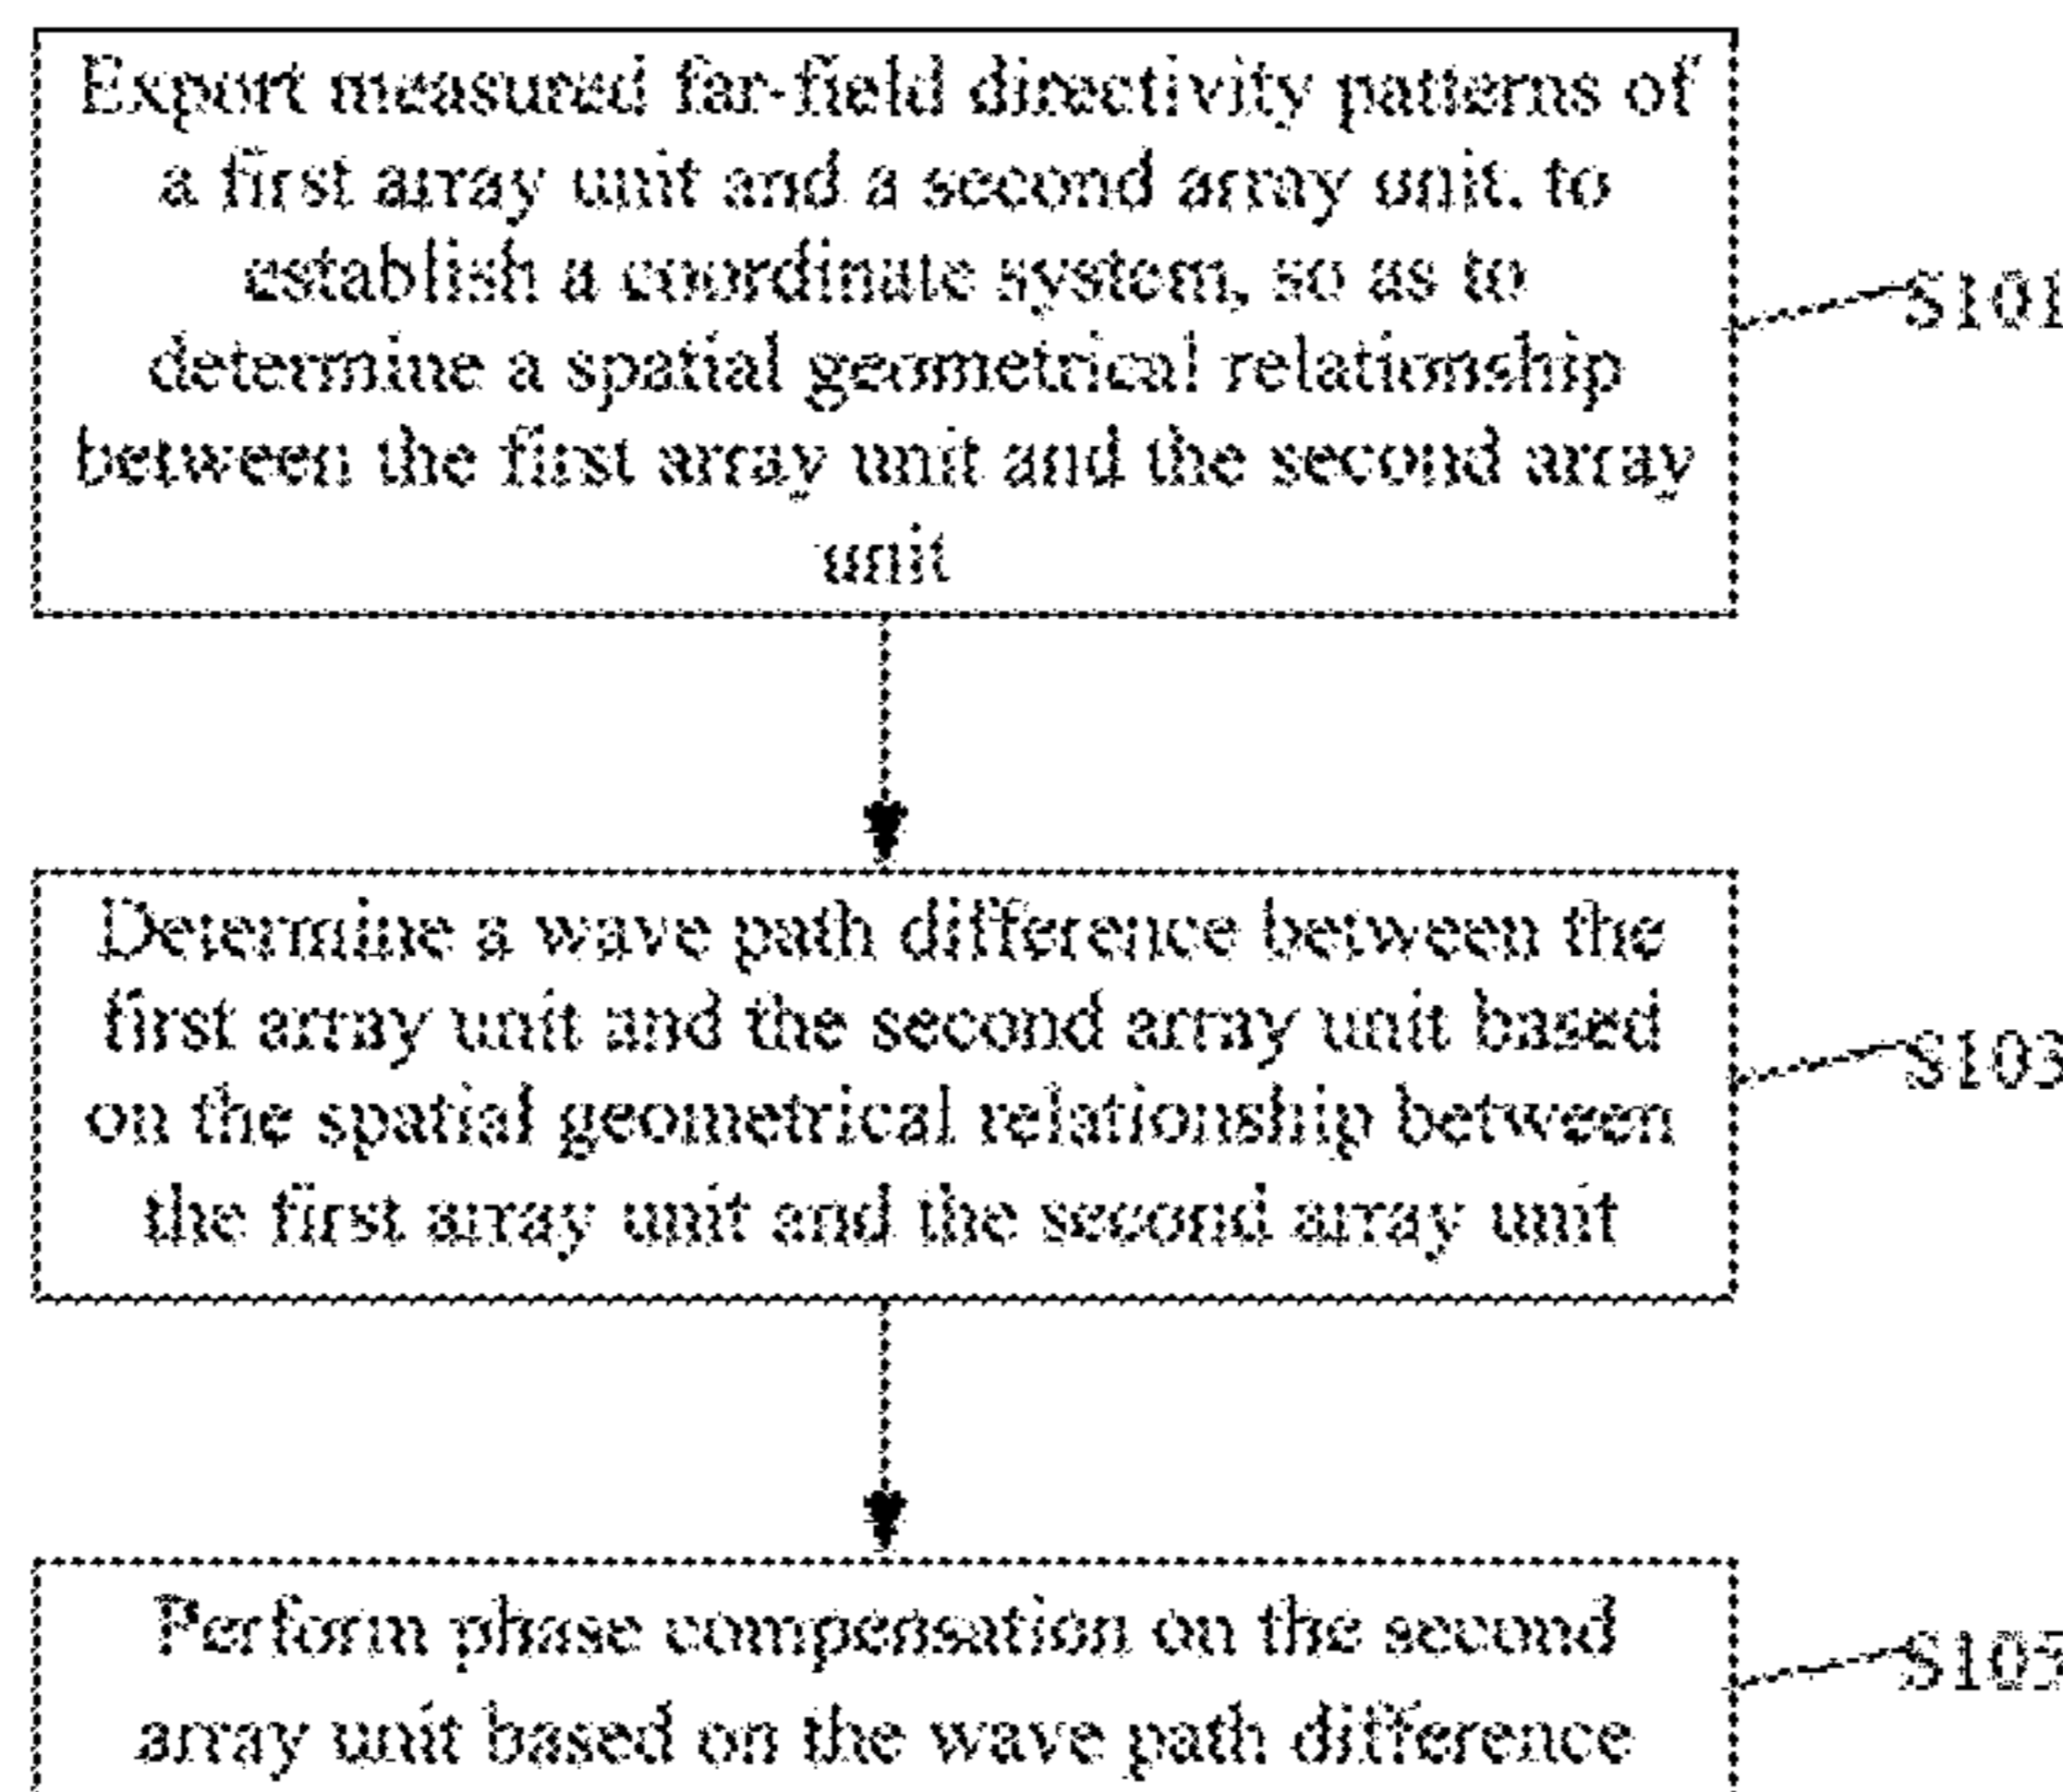 Export measured far-field directivity patterns of
a first array unit and a second array unit. to
establish a coordinate system, so as to
determine a spatial geometrical relationship
between the first array unit and the second array
unit
S101
Determine a wave path difference between the
first array unit and the second array unit based
on the spatial geometrical relationship between
the first array unit and the second array unit
S103
Perform phase compensation on the second
array unit based on the wave path difference
S105